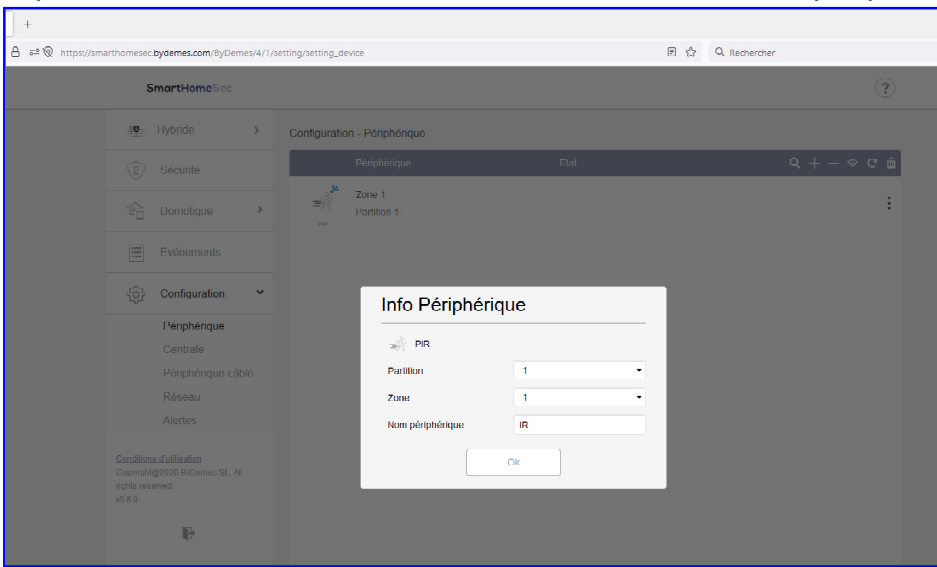 +
https://smarthomesec.bydemes.com/ByDemes/4/1/setting/setting_device
Rechercher
SmartHomeSec
?
Hybride
Sécurité
Domotique
Evénements
Configuration
Périphérique
Centrale
Périphérique câblé
Réseau
Alertes
Conditions d'utilisation
Copyright@2020 ByDemes SL. All
rights reserved.
v5.8.0
Configuration - Périphérique
Périphérique Etat
Zone 1
Partition 1
Info Périphérique
PIR
Partition 1
Zone 1
Nom périphérique IR
Ok